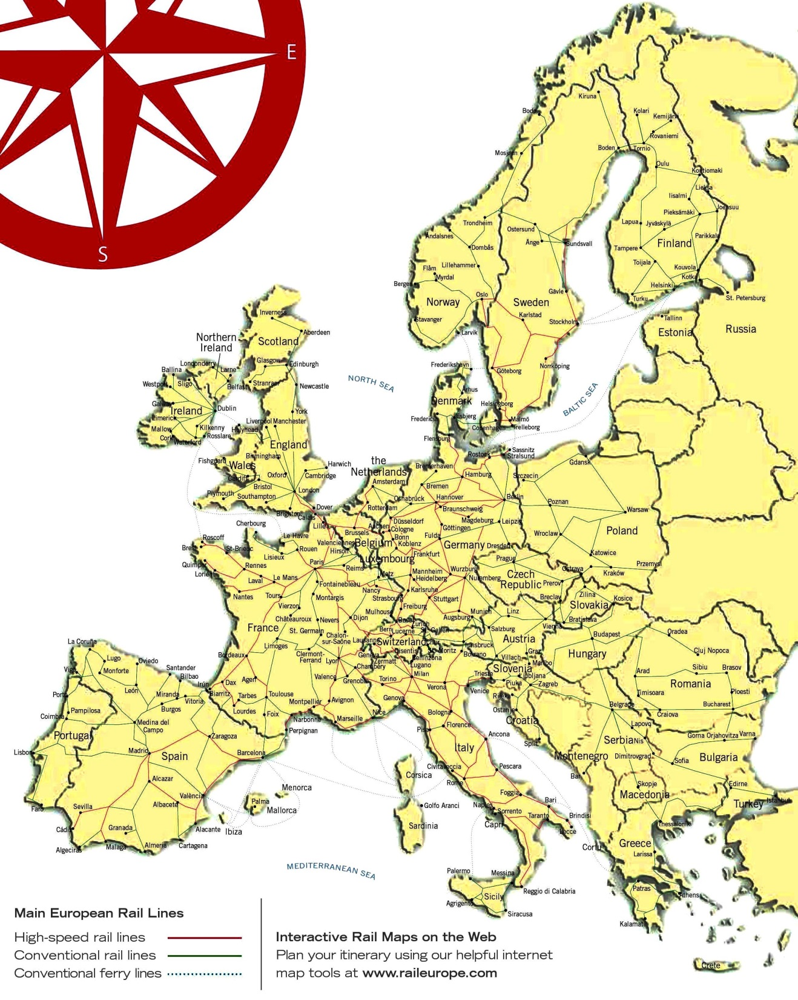 E
S
Kiruna
Kolari
Kemijärvi
Bodø
Rovaniemi
Boden
Tornio
Mosjøen
Oulu
Kontiomaki
Lieksa
Iisalmi
Joensuu
Pieksämäki
Trondheim
Lapua
Jyväskylä
Ostersund
Andalsnes
Parikkala
Ånge
Sundsvall
Finland
Dombås
Tampere
Toijala
Lillehammer
Flåm
Kouvola
Myrdal
Kotka
Bergen
Helsinki
Gävle
Oslo
Turku
St. Petersburg
Norway
Sweden
Inverness
Karlstad
Tallinn
Stavanger
Stockholm
Estonia
Russia
Aberdeen
Larvik
Northern
Ireland
Scotland
Londonderry
Glasgow
Edinburgh
Frederikshavn
Norrköping
Ballina
Larne
Göteborg
Westport
Sligo
Belfast
Stranraer
Newcastle
NORTH SEA
Århus
BALTIC SEA
Denmark
Galway
Dublin
Helsingborg
Ireland
York
Limerick
Fredericia
Esbjerg
Malmö
Liverpool
Manchester
Mallow
Kilkenny
Holyhead
Copenhagen
Trelleborg
Cork
Rosslare
Waterford
Flensburg
England
Sassnitz
Rostock
Stralsund
Birmingham
Fishguard
Wales
the
Netherlands
Harwich
Bremerhaven
Gdansk
Oxford
Cambridge
Hamburg
Szczecin
Cardiff
Amsterdam
Bristol
London
Bremen
Plymouth
Southampton
Osnabrück
Hannover
Berlin
Poznan
Dover
Rotterdam
Braunschweig
Warsaw
Brighton
Calais
Düsseldorf
Magdeburg
Leipzig
Cherbourg
Lille
Aachen
Cologne
Göttingen
Poland
Brussels
Bonn
Fulda
Wroclaw
Roscoff
Le Havre
Valenciennes
Belgium
Koblenz
Germany
Dresden
Brest
St-Brieuc
Rouen
Hirson
Frankfurt
Katowice
Lisieux
Luxembourg
Prague
Quimper
Rennes
Paris
Reims
Przemysl
Lorient
Mannheim
Wurzburg
Ostrava
Kraków
Laval
Le Mans
Metz
Heidelberg
Nuremberg
Czech
Republic
Prerov
Fontainebleau
Nancy
Karlsruhe
Zilina
Nantes
Tours
Montargis
Strasbourg
Stuttgart
Breclav
Slovakia
Kosice
Vierzon
Freiburg
Munich
Linz
Mulhouse
Châteauroux
Nevers
Dijon
Augsburg
Bratislava
Basel
Vienna
France
St. Germain
Zurich
Salzburg
Bern
Lucerne
St. Gallen
Budapest
Oradea
Chalon-
sur-Saône
Lausanne
Switzerland
Chur
Austria
Limoges
Innsbruck
Disentis
St. Moritz
Graz
Cluj Nopoca
La Coruña
Bordeaux
Clermont-
Ferrand
Lyon
Geneva
Zermatt
Bellinzona
Bolzano
Villach
Hungary
Lugo
Oviedo
Chambéry
Lugano
Maribo
Vigo
Monforte
Santander
Slovenia
Sibiu
Brasov
Bilbao
Agen
Valence
Grenoble
Torino
Milan
Trieste
Ljubljana
Arad
Irún
Dax
Piuka
Zagreb
Romania
León
Miranda
Biarritz
Tarbes
Toulouse
Verona
Venice
Timisoara
Ploesti
Porto
Vitoria
Montpellier
Avignon
Genova
Rijeka
Burgos
Lourdes
Foix
Nice
Bologna
Ostarije
Belgrade
Bucharest
Pampilosa
Craiova
Coimbra
Medina del
Campo
Narbonne
Marseille
Florence
Croatia
Lapovo
Perpignan
Pisa
Portugal
Zaragoza
Ancona
Split
Serbia
Nis
Gorna Orjahovitza
Varna
Lisbon
Madrid
Barcelona
Italy
Spain
Montenegro
Dimitrovgrad
Sofia
Bulgaria
Civitaveccia
Pescara
Alcazar
Corsica
Bar
Rome
Skopje
Edirne
Menorca
València
Foggia
Macedonia
Albacete
Palma
Golfo Aranci
Naples
Bari
Turkey
Istanbul
Faro
Sevilla
Mallorca
Sorrento
Taranto
Brindisi
Capri
Cádiz
Granada
Alacante
Ibiza
Sardinia
Lecce
Thessaloniki
Algeciras
Malaga
Almeria
Cartagena
Corfu
Greece
Larissa
MEDITERRANEAN SEA
Palermo
Messina
Patras
Reggio di Calabria
Athens
Sicily
Agrigento
Siracusa
Kalamata
Crete
Main European Rail Lines
High-speed rail lines
Conventional rail lines
Conventional ferry lines
Interactive Rail Maps on the Web
Plan your itinerary using our helpful internet
map tools at www.raileurope.com